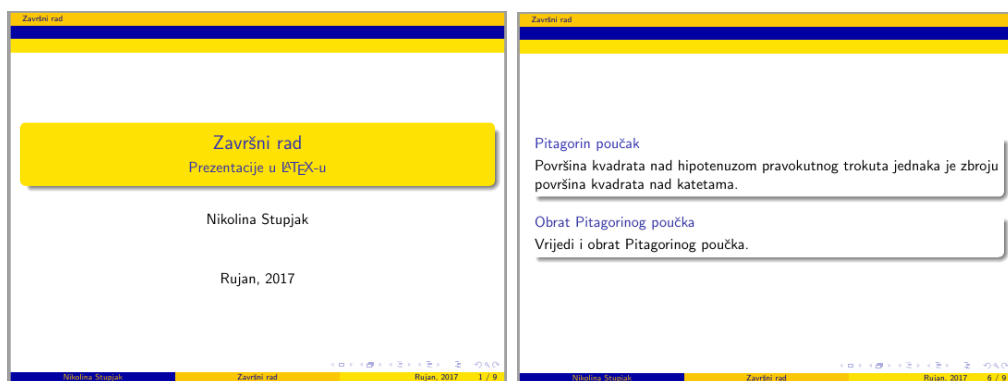 Završni rad
Završni rad
Prezentacije u LATEX-u
Nikolina Stupjak
Rujan, 2017
Nikolina Stupjak Završni rad Rujan, 2017 1 / 9
Završni rad
Pitagorin poučak
Površina kvadrata nad hipotenuzom pravokutnog trokuta jednaka je zbroju
površina kvadrata nad katetama.
Obrat Pitagorinog poučka
Vrijedi i obrat Pitagorinog poučka.
Nikolina Stupjak Završni rad Rujan, 2017 6 / 9